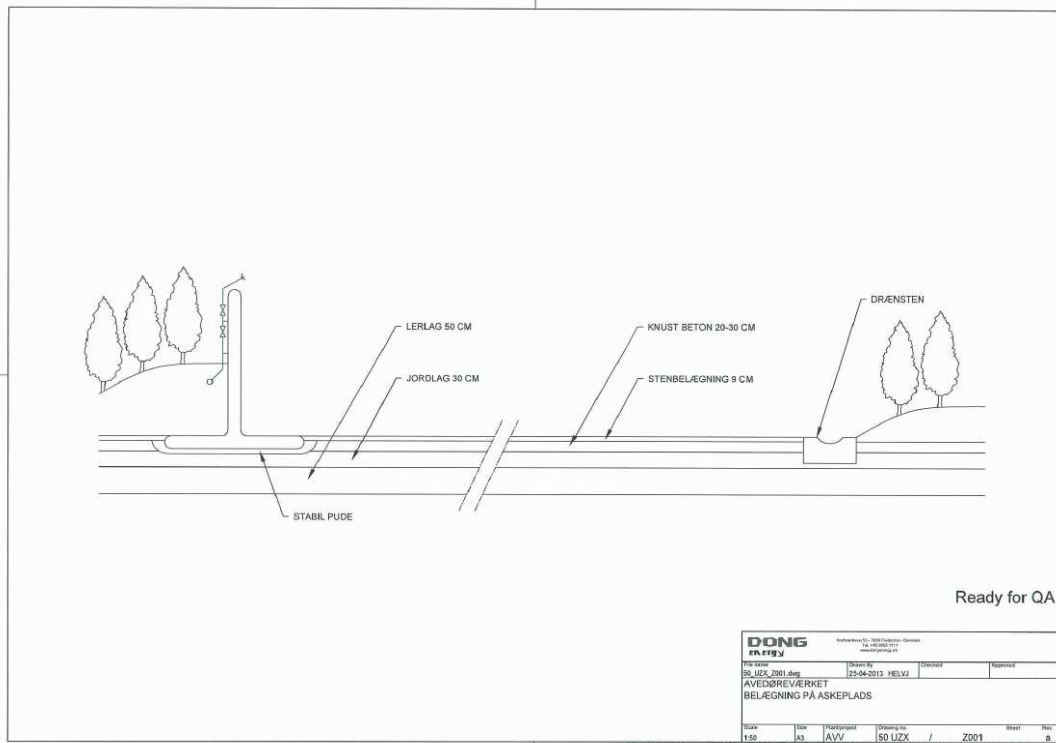 DRÆNSTEN
LERLAG 50 CM
KNUST BETON 20-30 CM
JORDLAG 30 CM
STENBELÆGNING 9 CM
STABIL PUDE
Ready for QA
DONG
energy
File name
Drawn By
Checked
Approved
50_UZX_Z001.dwg
25-04-2013 HELVJ
AVEDØREVÆRKET
BELÆGNING PÅ ASKEPLADS
Scale
Size
Plant/project
Drawing no.
Sheet
Rev.
1:50
A3
AVV
50 UZX / Z001
a